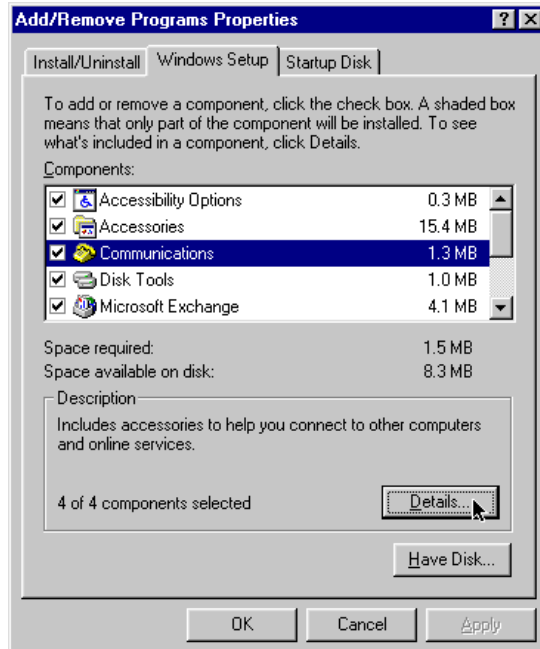 Add/Remove Programs Properties
Install/Uninstall Windows Setup Startup Disk
To add or remove a component, click the check box. A shaded box
means that only part of the component will be installed. To see
what's included in a component, click Details.
Components:
Accessibility Options 0.3 MB
Accessories 15.4 MB
Communications 1.3 MB
Disk Tools 1.0 MB
Microsoft Exchange 4.1 MB
Space required: 1.5 MB
Space available on disk: 8.3 MB
Description
Includes accessories to help you connect to other computers
and online services.
4 of 4 components selected Details...
Have Disk...
OK Cancel Apply